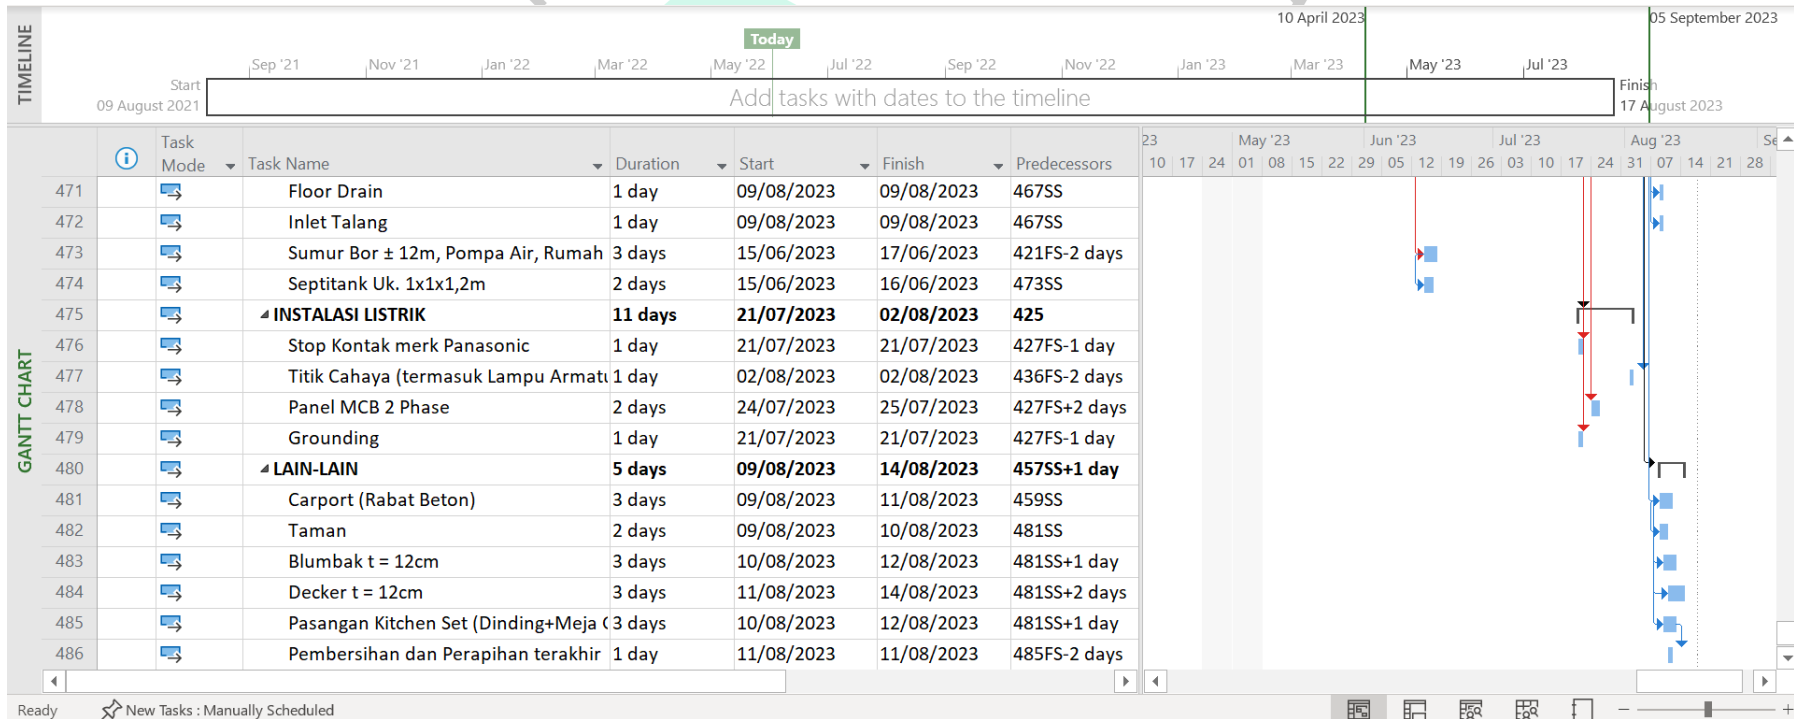 10 April 2023
05 September 2023
TIMELINE
Today
Sep '21 Nov '21 Jan '22 Mar '22 May '22 Jul '22 Sep '22 Nov '22 Jan '23 Mar '23 May '23 Jul '23
Start
09 August 2021
Add tasks with dates to the timeline
Finish
17 August 2023
GANTT CHART
Task Mode Task Name Duration Start Finish Predecessors
23 May '23 Jun '23 Jul '23 Aug '23 Se
10 17 24 01 08 15 22 29 05 12 19 26 03 10 17 24 31 07 14 21 28
471 Floor Drain 1 day 09/08/2023 09/08/2023 467SS
472 Inlet Talang 1 day 09/08/2023 09/08/2023 467SS
473 Sumur Bor ± 12m, Pompa Air, Rumah 3 days 15/06/2023 17/06/2023 421FS-2 days
474 Septitank Uk. 1x1x1,2m 2 days 15/06/2023 16/06/2023 473SS
475 INSTALASI LISTRIK 11 days 21/07/2023 02/08/2023 425
476 Stop Kontak merk Panasonic 1 day 21/07/2023 21/07/2023 427FS-1 day
477 Titik Cahaya (termasuk Lampu Armatu 1 day 02/08/2023 02/08/2023 436FS-2 days
478 Panel MCB 2 Phase 2 days 24/07/2023 25/07/2023 427FS+2 days
479 Grounding 1 day 21/07/2023 21/07/2023 427FS-1 day
480 LAIN-LAIN 5 days 09/08/2023 14/08/2023 457SS+1 day
481 Carport (Rabat Beton) 3 days 09/08/2023 11/08/2023 459SS
482 Taman 2 days 09/08/2023 10/08/2023 481SS
483 Blumbak t = 12cm 3 days 10/08/2023 12/08/2023 481SS+1 day
484 Decker t = 12cm 3 days 11/08/2023 14/08/2023 481SS+2 days
485 Pasangan Kitchen Set (Dinding+Meja 3 days 10/08/2023 12/08/2023 481SS+1 day
486 Pembersihan dan Perapihan terakhir 1 day 11/08/2023 11/08/2023 485FS-2 days
Ready New Tasks : Manually Scheduled